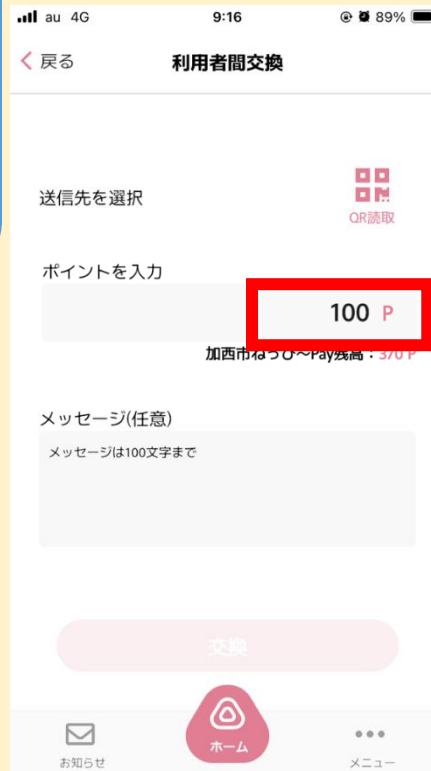 au 4G 9:16 89%
戻る 利用者間交換
送信先を選択
QR読取
ポイントを入力
100 P
加西市ねっぴ～Pay残高：370 P
メッセージ(任意)
メッセージは100文字まで
交換
お知らせ ホーム メニュー